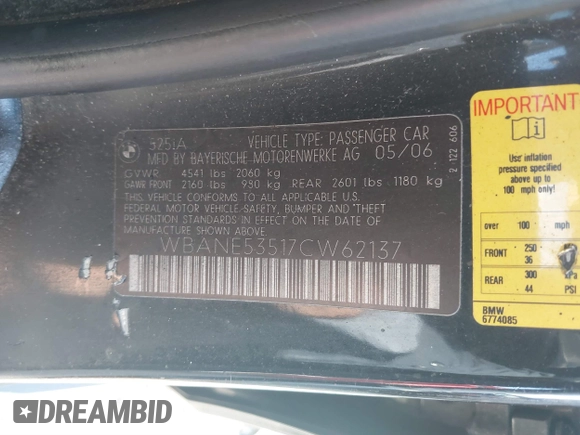 325iA VEHICLE TYPE: PASSENGER CAR
MFD BY BAYERISCHE MOTORENWERKE AG 05/06
GVWR 4541 lbs 2060 kg
GAWR FRONT 2160 lbs 980 kg REAR 2601 lbs 1180 kg
THIS VEHICLE CONFORMS TO ALL APPLICABLE U.S.
FEDERAL MOTOR VEHICLE SAFETY, BUMPER AND THEFT
PREVENTION STANDARDS IN EFFECT ON THE DATE OF
MANUFACTURE SHOWN ABOVE.
WBANE53517CW62137
2 122 606
IMPORTANT
Use inflation
pressure specified
above up to
100 mph only!
over 100 mph
FRONT 250
36
REAR 300 kPa
44 PSI
BMW
6774085
DREAMBID